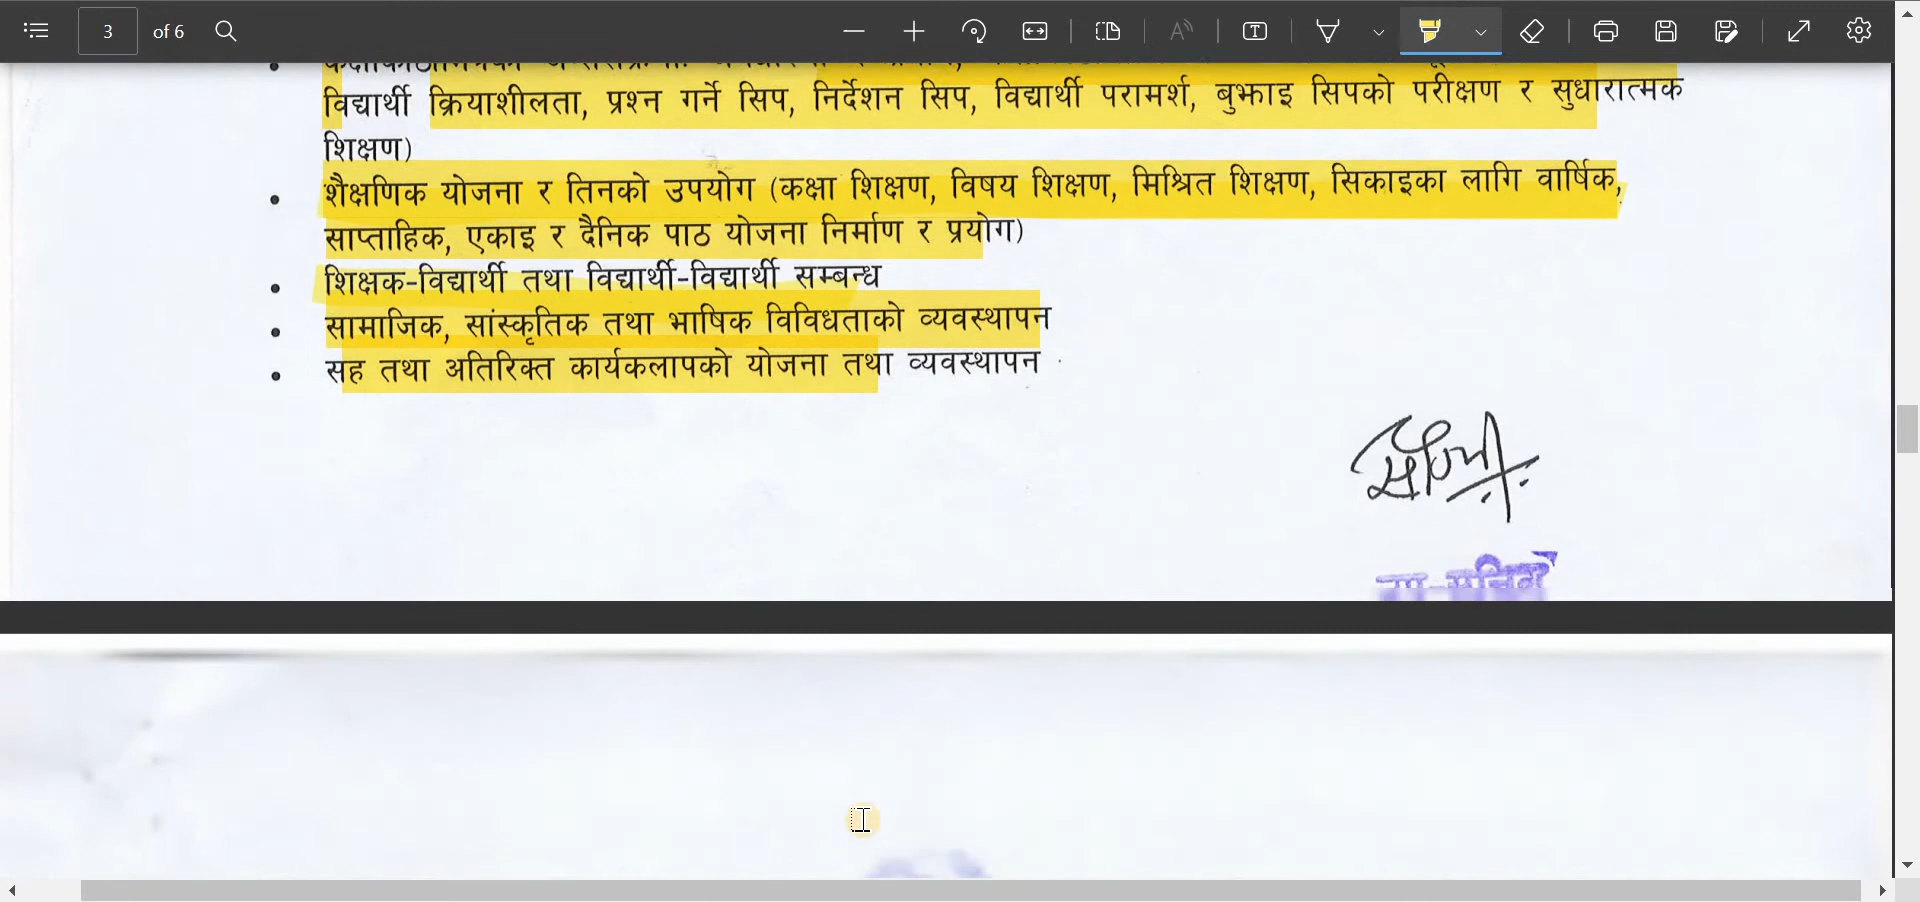 3 of 6
विद्यार्थी क्रियाशीलता, प्रश्न गर्ने सिप, निर्देशन सिप, विद्यार्थी परामर्श, बुझाइ सिपको परीक्षण र सुधारात्मक
शिक्षण)
• शैक्षणिक योजना र तिनको उपयोग (कक्षा शिक्षण, विषय शिक्षण, मिश्रित शिक्षण, सिकाइका लागि वार्षिक,
साप्ताहिक, एकाइ र दैनिक पाठ योजना निर्माण र प्रयोग)
• शिक्षक-विद्यार्थी तथा विद्यार्थी-विद्यार्थी सम्बन्ध
• सामाजिक, सांस्कृतिक तथा भाषिक विविधताको व्यवस्थापन
• सह तथा अतिरिक्त कार्यकलापको योजना तथा व्यवस्थापन